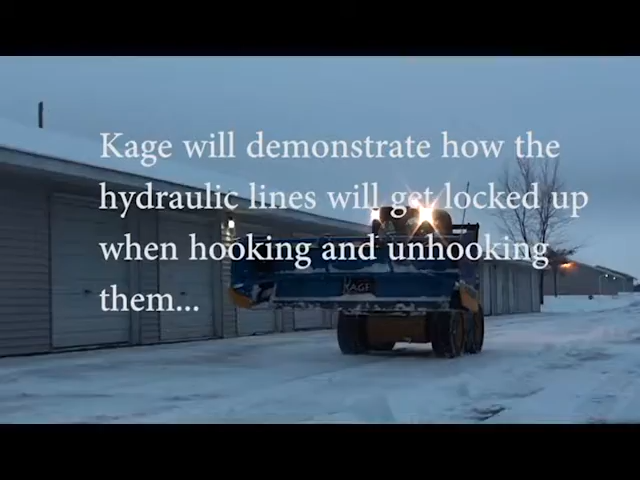 Kage will demonstrate how the
hydraulic lines will get locked up
when hooking and unhooking
them...
KAGE